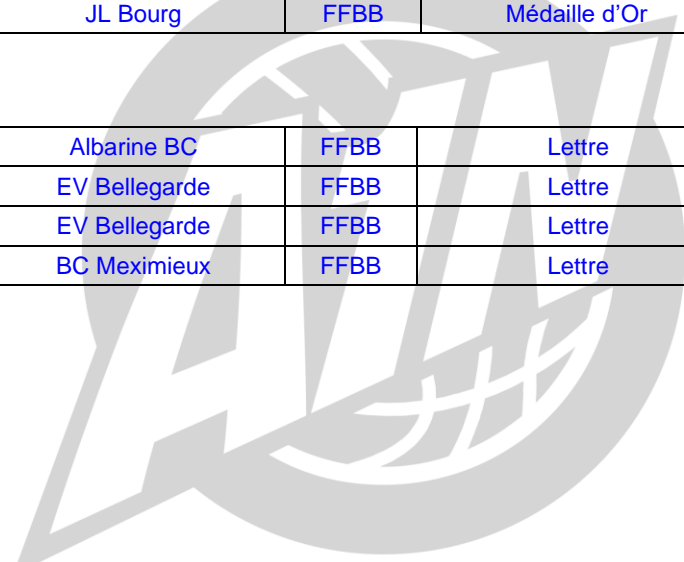 JL Bourg FFBB Médaille d'Or
Albarine BC FFBB Lettre
EV Bellegarde FFBB Lettre
EV Bellegarde FFBB Lettre
BC Meximieux FFBB Lettre
AIN